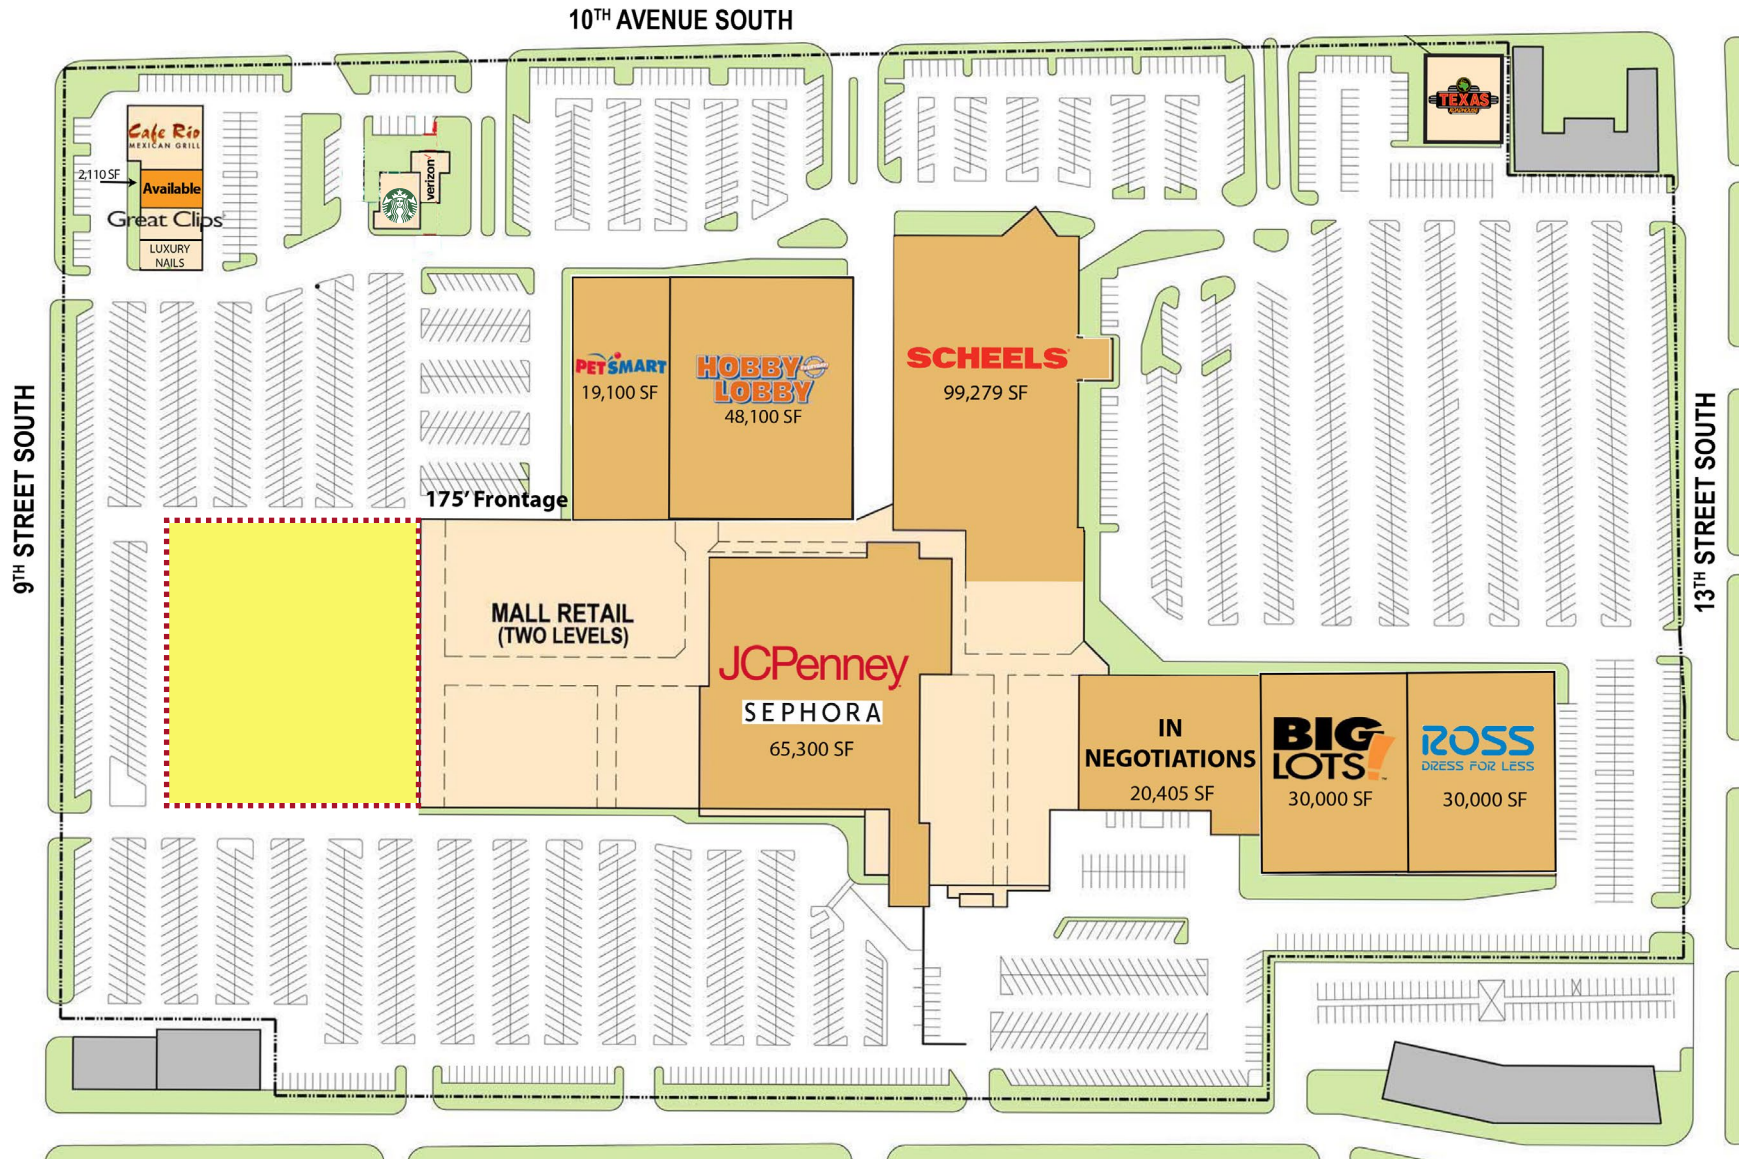 10TH AVENUE SOUTH
Cafe Rio
MEXICAN GRILL
2,110 SF
Available
Great Clips
LUXURY
NAILS
verizon
TEXAS
9TH STREET SOUTH
13TH STREET SOUTH
PETSMART
19,100 SF
HOBBY
LOBBY
48,100 SF
SCHEELS
99,279 SF
175' Frontage
MALL RETAIL
(TWO LEVELS)
JCPenney
SEPHORA
65,300 SF
IN
NEGOTIATIONS
20,405 SF
BIG
LOTS!
30,000 SF
ROSS
DRESS FOR LESS
30,000 SF